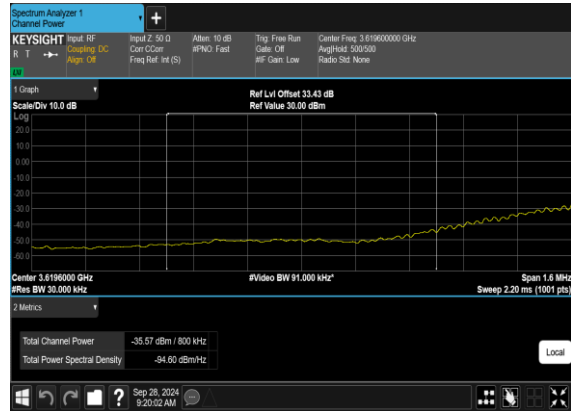 Spectrum Analyzer 1
Channel Power
KEYSIGHT Input: RF Input Z: 50 Ω Atten: 10 dB Trig: Free Run Center Freq: 3.619600000 GHz
R T Coupling: DC Corr CCorr #PNO: Fast Gate: Off Avg|Hold: 500/500
Align: Off Freq Ref: Int (S) #IF Gain: Low Radio Std: None
1 Graph
Ref Lvl Offset 33.43 dB
Scale/Div 10.0 dB Ref Value 30.00 dBm
Log
20.0
10.0
0.00
-10.0
-20.0
-30.0
-40.0
-50.0
-60.0
Center 3.6196000 GHz #Video BW 91.000 kHz* Span 1.6 MHz
#Res BW 30.000 kHz Sweep 2.20 ms (1001 pts)
2 Metrics
Total Channel Power -35.57 dBm / 800 kHz
Total Power Spectral Density -94.60 dBm/Hz
Local
Sep 28, 2024
9:20:02 AM